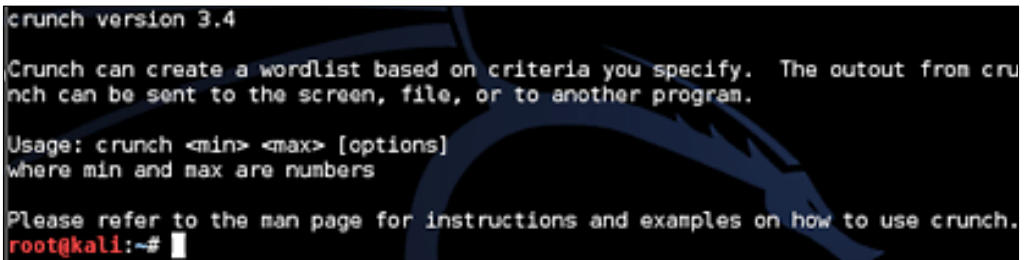 crunch version 3.4
Crunch can create a wordlist based on criteria you specify.  The outout from cru
nch can be sent to the screen, file, or to another program.
Usage: crunch <min> <max> [options]
where min and max are numbers
Please refer to the man page for instructions and examples on how to use crunch.
root@kali:~#